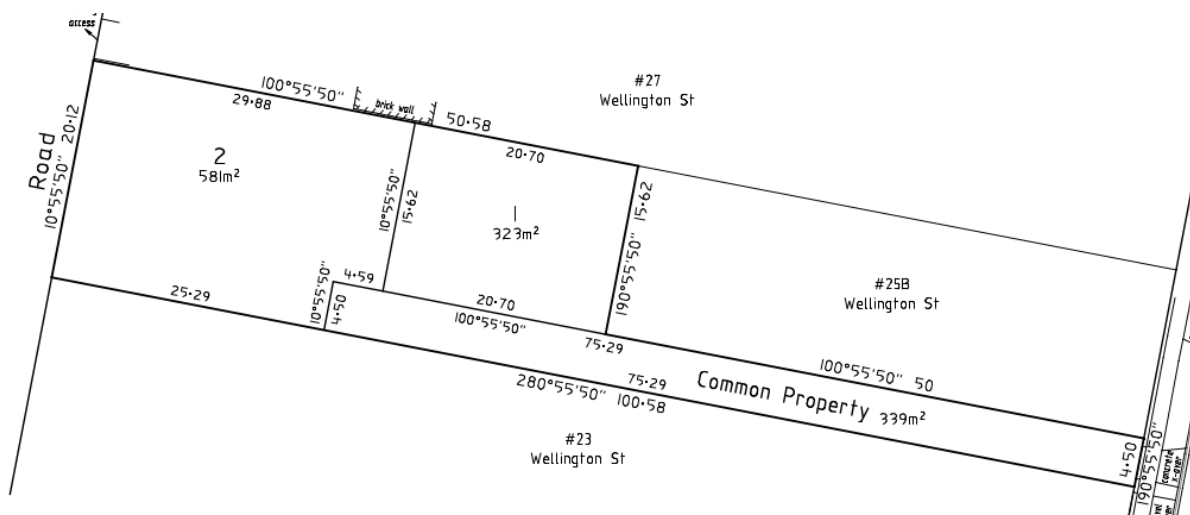 access
100°55'50"
29·88
brick wall
50·58
#27
Wellington St
20·70
Road
10°55'50" 20·12
2
581m²
10°55'50"
15·62
1
323m²
190°55'50" 15·62
#25B
Wellington St
25·29
10°55'50"
4·50
4·59
20·70
100°55'50"
75·29
100°55'50" 50
75·29
280°55'50" 100·58
Common Property 339m²
#23
Wellington St
4·50
190°55'50"
concrete
x-over